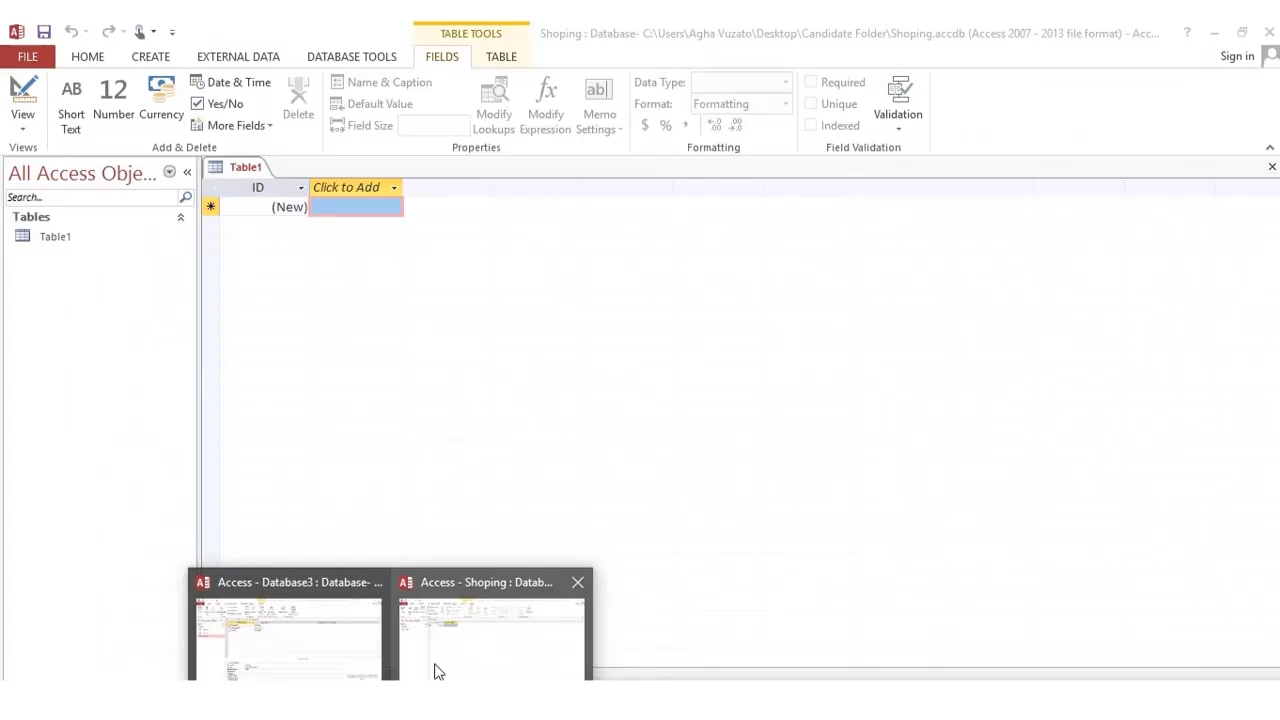 TABLE TOOLS
Shoping : Database- C:\Users\Agha Vuzato\Desktop\Candidate Folder\Shoping.accdb (Access 2007 - 2013 file format) - Acc...
?
FILE HOME CREATE EXTERNAL DATA DATABASE TOOLS FIELDS TABLE
Sign in
View
Views
AB
Short
Text
12
Number
Currency
Date & Time
Yes/No
More Fields
Delete
Add & Delete
Name & Caption
Default Value
Field Size
Modify
Lookups
fx
Modify
Expression
ab|
Memo
Settings
Properties
Data Type:
Format: Formatting
$ % ,
Formatting
Required
Unique
Indexed
Validation
Field Validation
All Access Obje...
Search...
Tables
Table1
Table1
ID Click to Add
(New)
Access - Database3 : Database- ...
Access - Shoping : Datab...